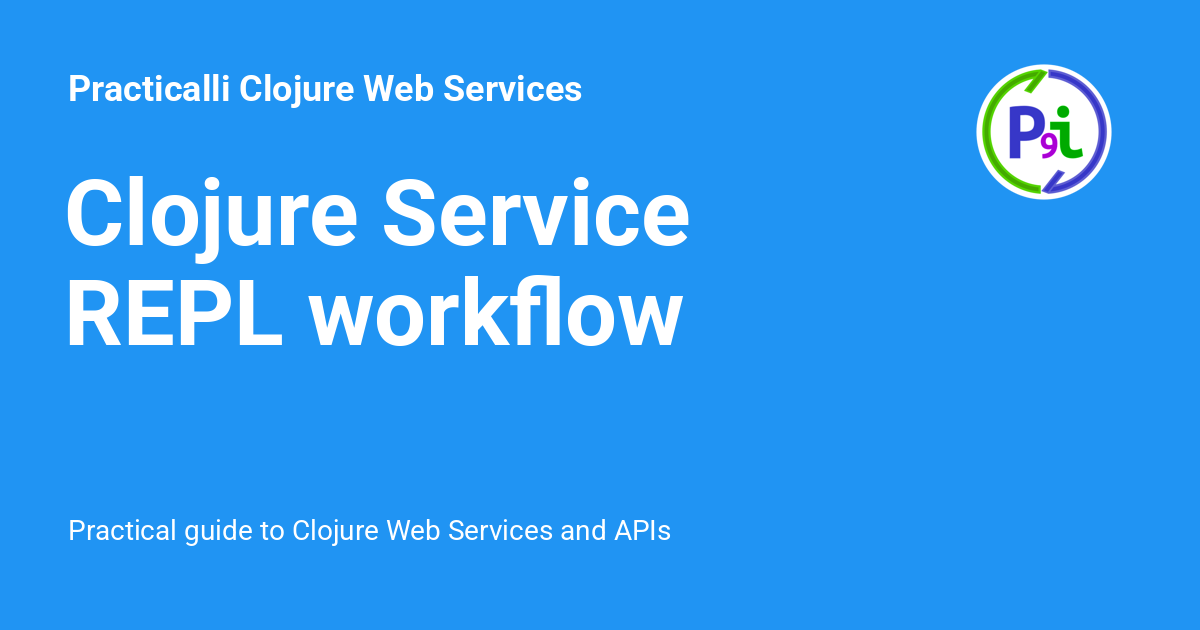 Practicalli Clojure Web Services
P9i
Clojure Service
REPL workflow
Practical guide to Clojure Web Services and APIs